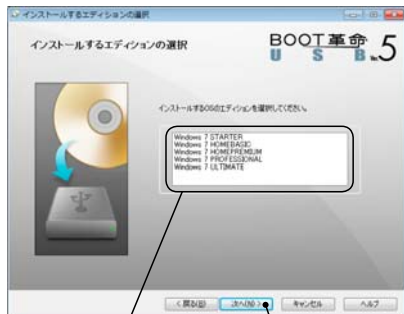 インストールするエディションの選択
インストールするエディションの選択
BOOT革命
USB Ver.5
インストールするOSのエディションを選択してください。
Windows 7 STARTER
Windows 7 HOMEBASIC
Windows 7 HOMEPREMIUM
Windows 7 PROFESSIONAL
Windows 7 ULTIMATE
< 戻る(B)
次へ(N) >
キャンセル
ヘルプ